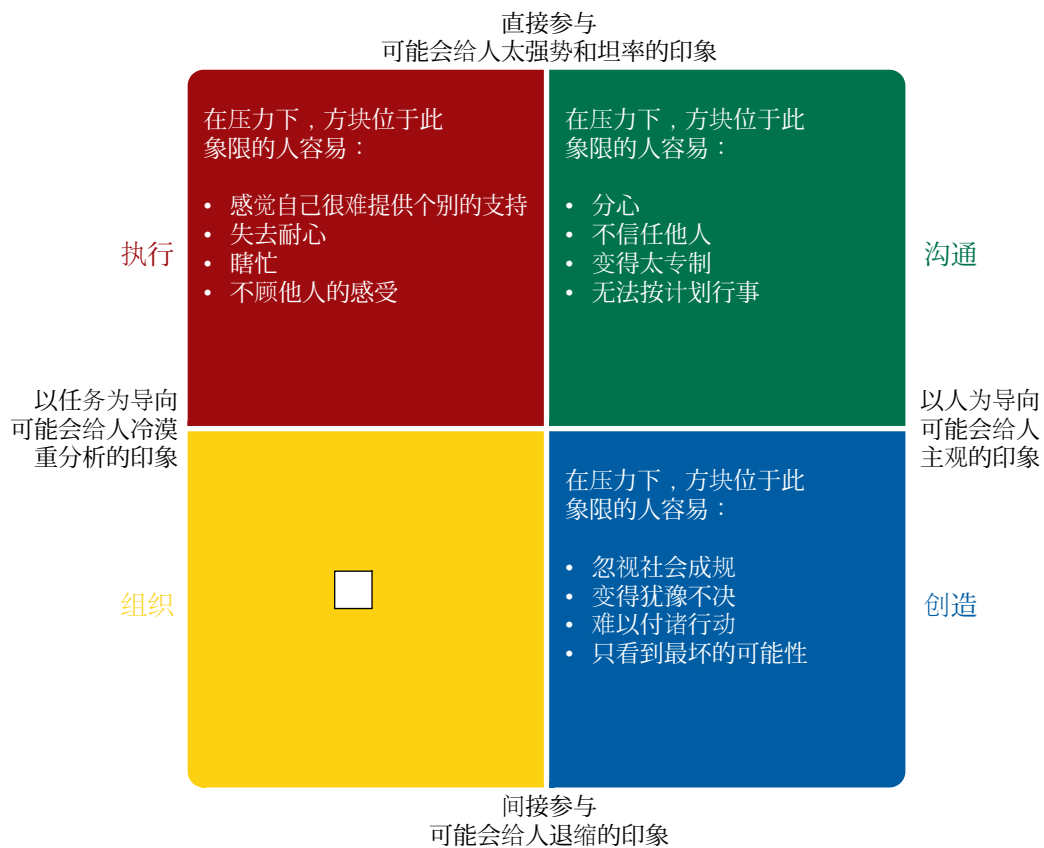 直接参与
可能会给人太强势和坦率的印象
在压力下，方块位于此
象限的人容易：
• 感觉自己很难提供个别的支持
• 失去耐心
• 瞎忙
• 不顾他人的感受
在压力下，方块位于此
象限的人容易：
• 分心
• 不信任他人
• 变得太专制
• 无法按计划行事
执行
沟通
以任务为导向
可能会给人冷漠
重分析的印象
以人为导向
可能会给人
主观的印象
在压力下，方块位于此
象限的人容易：
• 忽视社会成规
• 变得犹豫不决
• 难以付诸行动
• 只看到最坏的可能性
组织
创造
间接参与
可能会给人退缩的印象